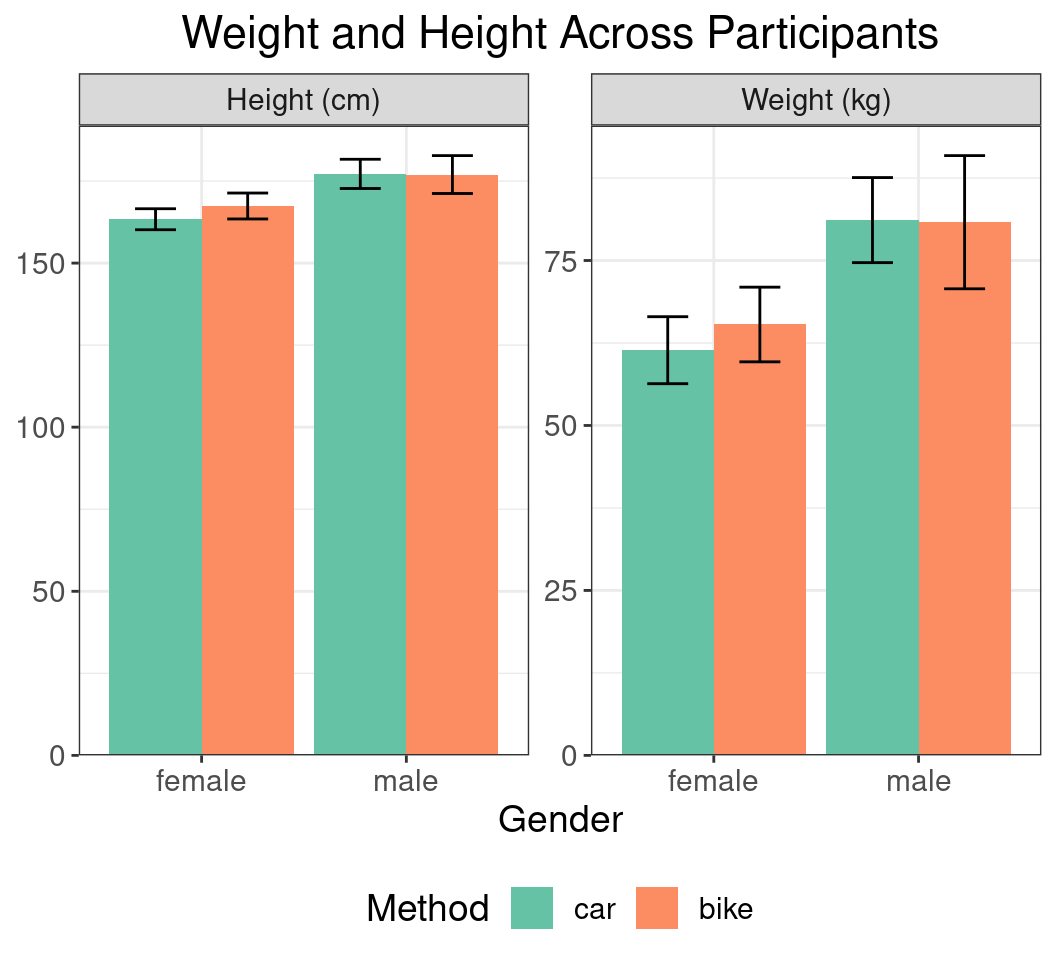 Weight and Height Across Participants
Height (cm)
Weight (kg)
150
100
50
0
75
50
25
0
female
male
female
male
Gender
Method
car
bike